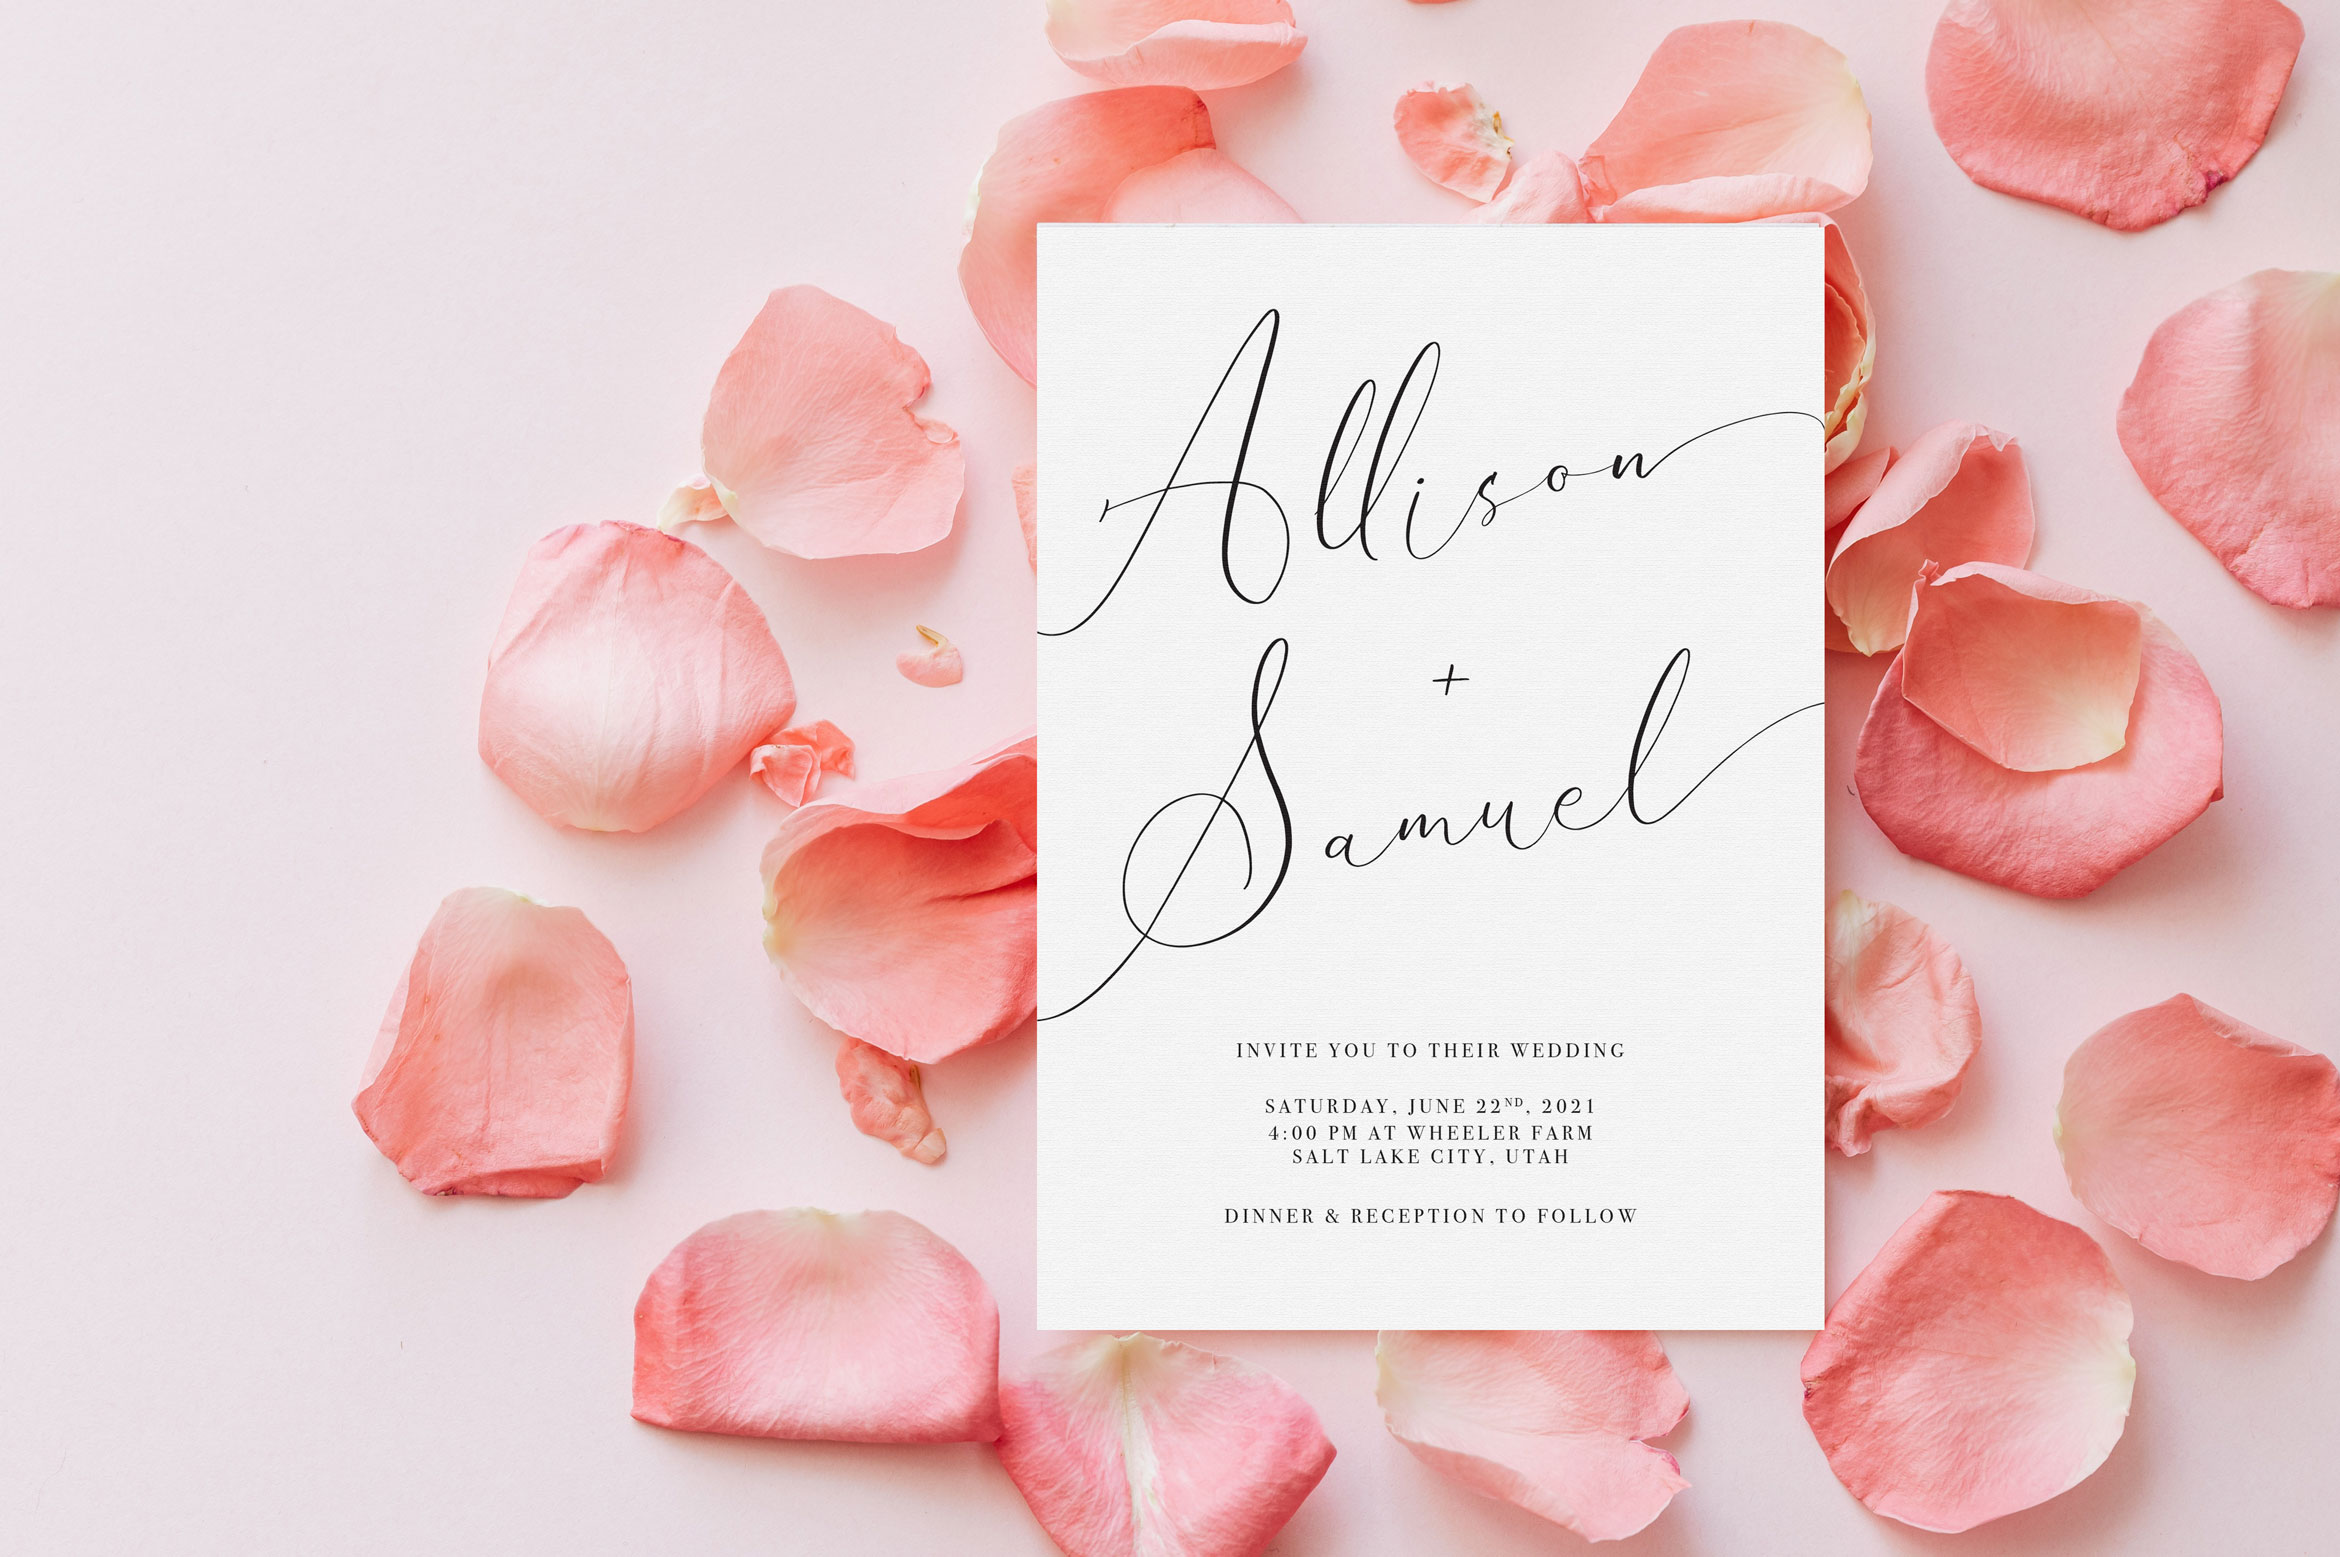 Allison
+
Samuel
INVITE YOU TO THEIR WEDDING
SATURDAY, JUNE 22ND, 2021
4:00 PM AT WHEELER FARM
SALT LAKE CITY, UTAH
DINNER & RECEPTION TO FOLLOW